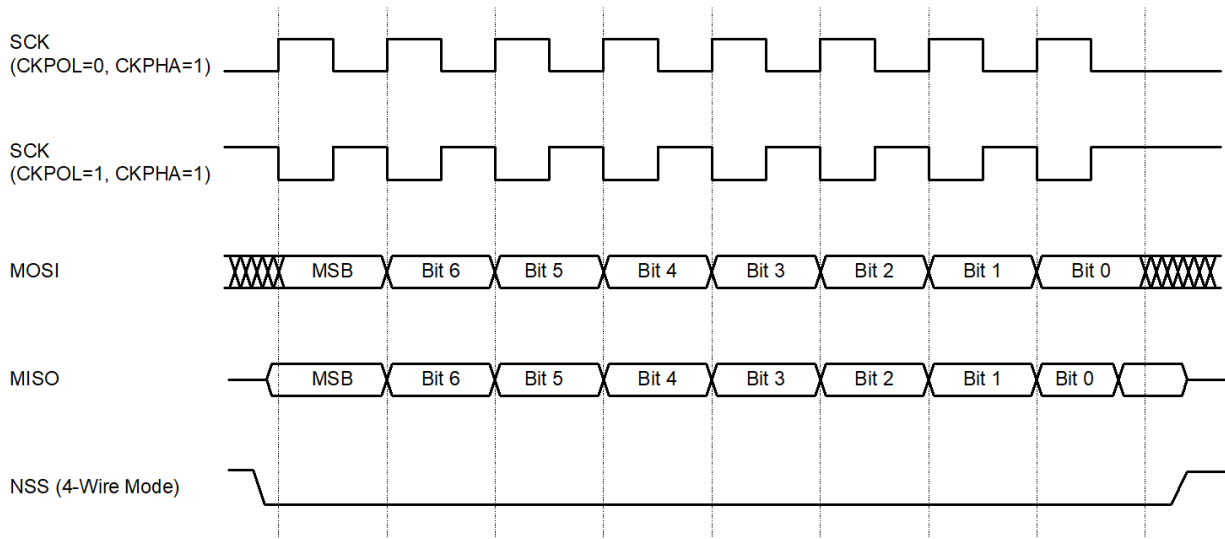 SCK
(CKPOL=0, CKPHA=1)
SCK
(CKPOL=1, CKPHA=1)
MOSI MSB Bit 6 Bit 5 Bit 4 Bit 3 Bit 2 Bit 1 Bit 0
MISO MSB Bit 6 Bit 5 Bit 4 Bit 3 Bit 2 Bit 1 Bit 0
NSS (4-Wire Mode)